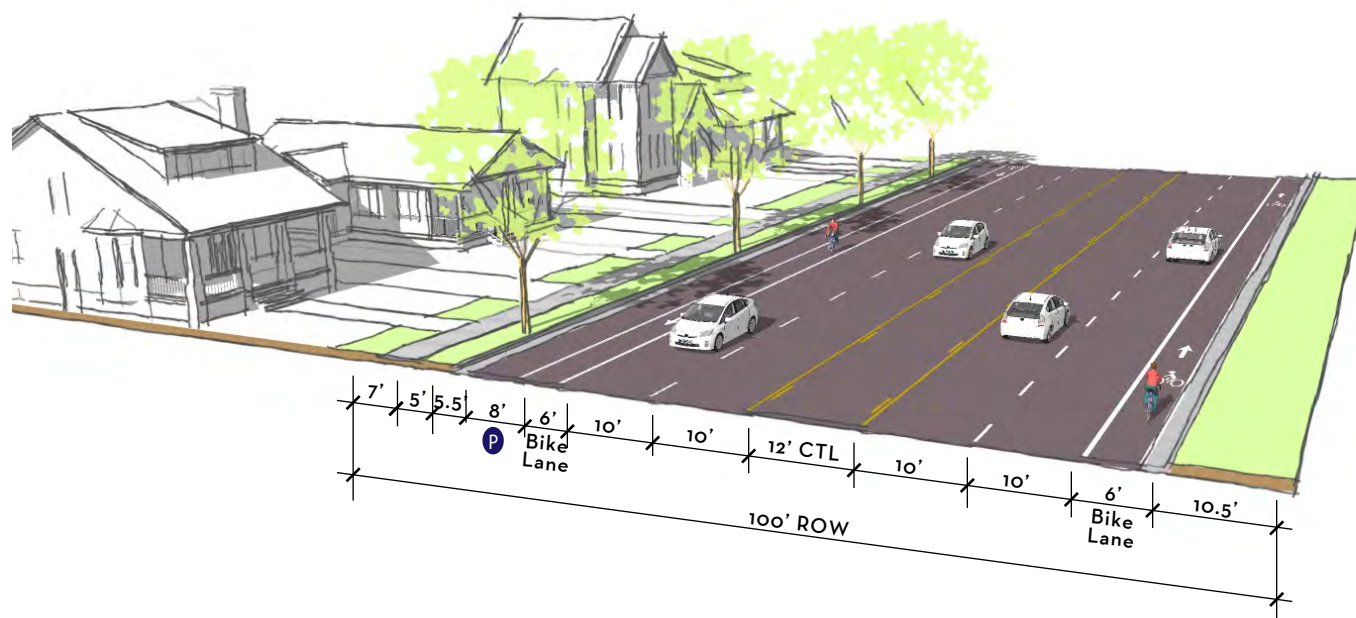 7’ 5’ 5.5’ 8’ 6’ 10’ 10’ 12’ CTL 10’ 10’ 6’ 10.5’
P
Bike
Lane
Bike
Lane
100’ ROW